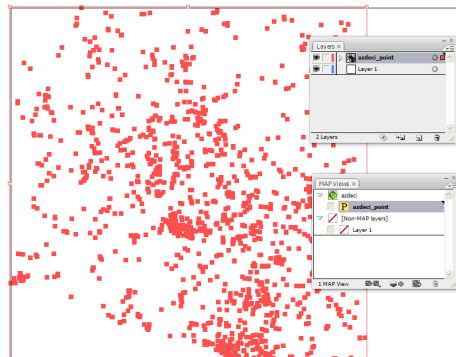 Layers ×
azdeci_point
Layer 1
2 Layers
MAP Views ×
azdeci
P azdeci_point
[Non-MAP layers]
Layer 1
1 MAP View